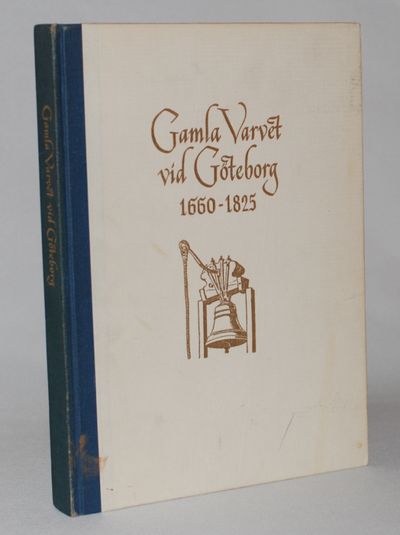 Gamla Varvet
vid Göteborg
1660-1825
Gamla Varvet vid Göteborg